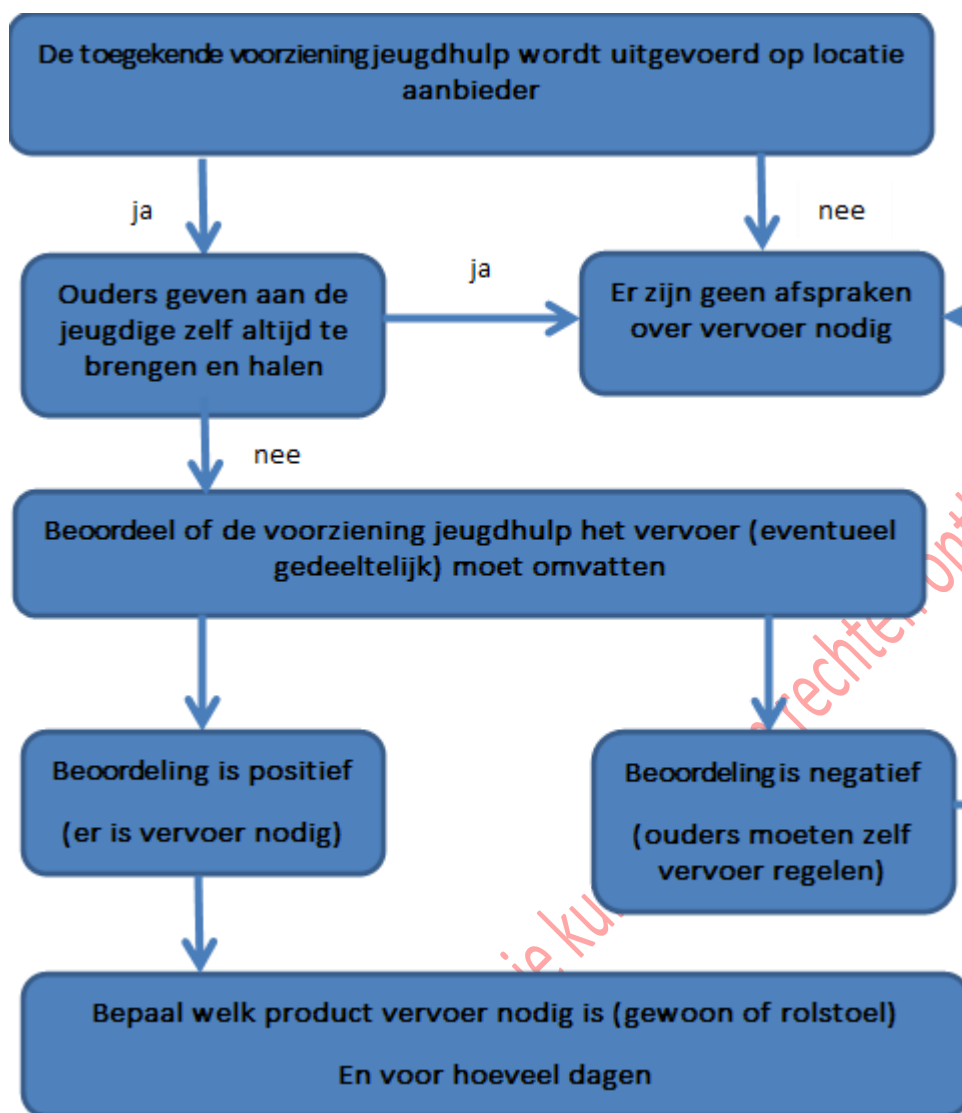 De toegekende voorziening jeugdhulp wordt uitgevoerd op locatie
aanbieder
ja
nee
Ouders geven aan de
jeugdige zelf altijd te
brengen en halen
ja
Er zijn geen afspraken
over vervoer nodig
nee
Beoordeel of de voorziening jeugdhulp het vervoer (eventueel
gedeeltelijk) moet omvatten
Beoordeling is positief
(er is vervoer nodig)
Beoordeling is negatief
(ouders moeten zelf
vervoer regelen)
Bepaal welk product vervoer nodig is (gewoon of rolstoel)
En voor hoeveel dagen
rechten
je